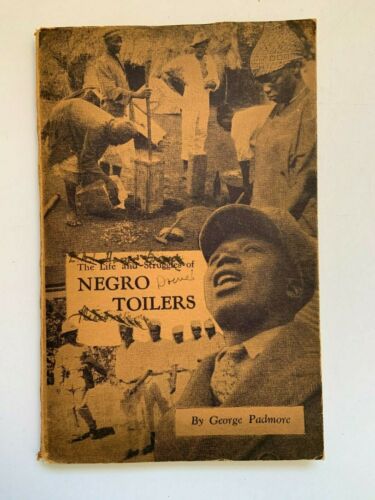 The Life and Struggles of
NEGRO
TOILERS
By George Padmore